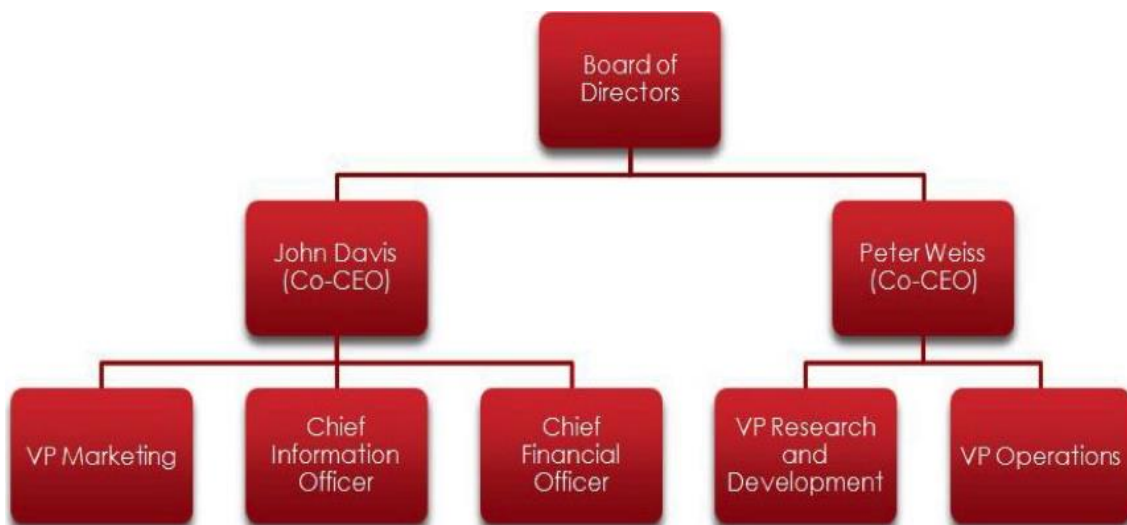 Board of
Directors
John Davis
(Co-CEO)
Peter Weiss
(Co-CEO)
VP Marketing
Chief
Information
Officer
Chief
Financial
Officer
VP Research
and
Development
VP Operations